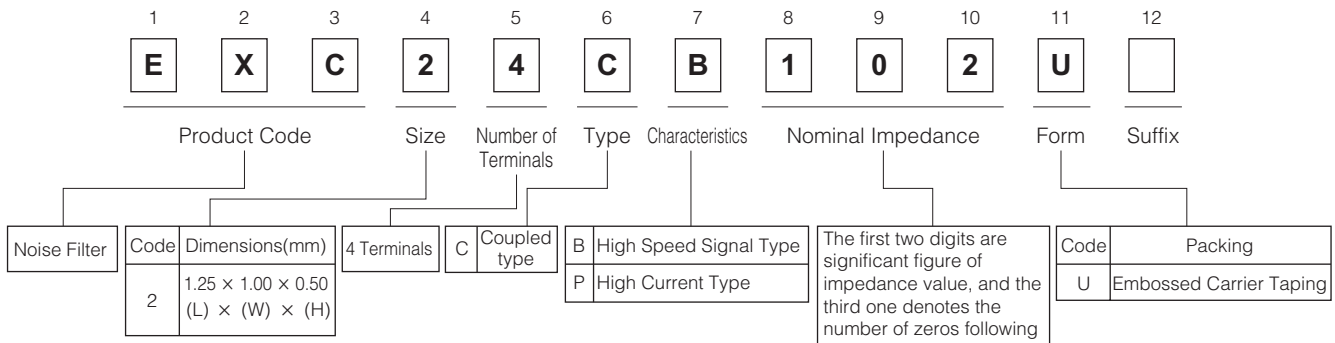 1 2 3 4 5 6 7 8 9 10 11 12
E X C 2 4 C B 1 0 2 U
Product Code Size Number of Terminals Type Characteristics Nominal Impedance Form Suffix
Noise Filter
Code Dimensions(mm)
2 1.25 × 1.00 × 0.50
(L) × (W) × (H)
4 Terminals
C Coupled type
B High Speed Signal Type
P High Current Type
The first two digits are
significant figure of
impedance value, and the
third one denotes the
number of zeros following
Code Packing
U Embossed Carrier Taping